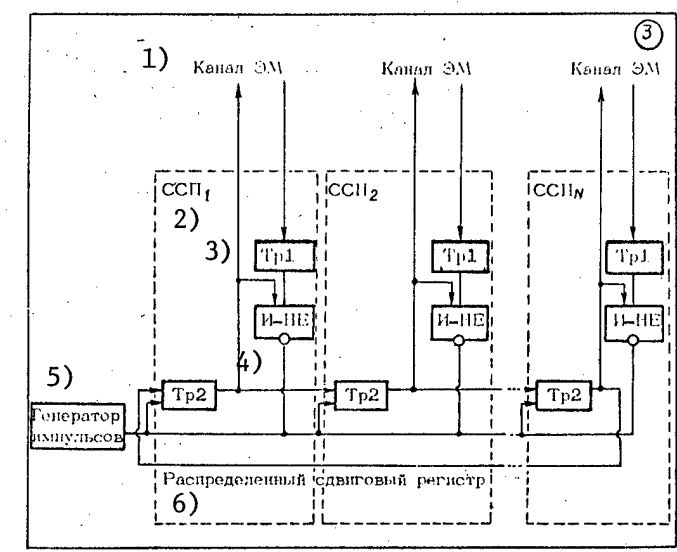 3
1)
Канал ЭМ Канал ЭМ Канал ЭМ
ССП1 ССП2 ССПN
2)
3)
Тр1 Тр1 Тр1
И-НЕ И-НЕ И-НЕ
4)
5)
Тр2 Тр2 Тр2
Генератор
импульсов
Распределенный сдвиговый регистр
6)